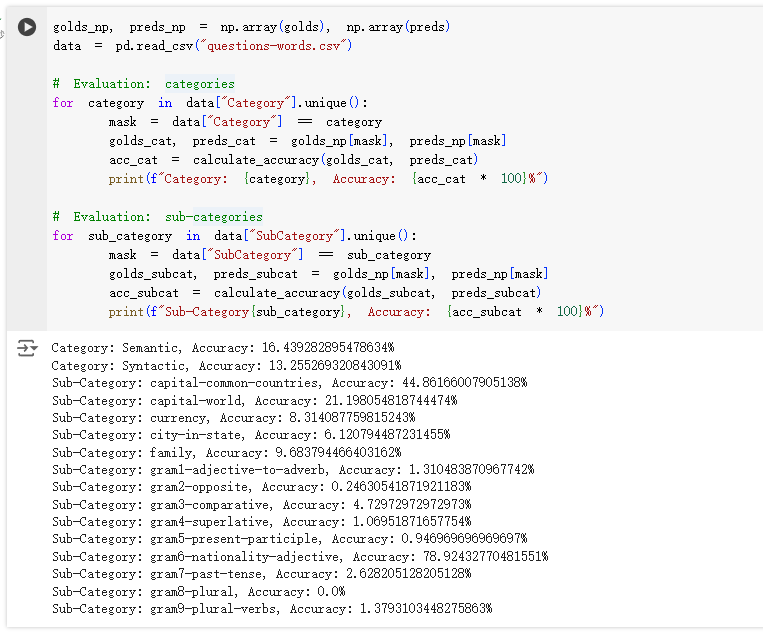 golds_np, preds_np = np.array(golds), np.array(preds)
data = pd.read_csv("questions-words.csv")

# Evaluation: categories
for category in data["Category"].unique():
        mask = data["Category"] == category
        golds_cat, preds_cat = golds_np[mask], preds_np[mask]
        acc_cat = calculate_accuracy(golds_cat, preds_cat)
        print(f"Category: {category}, Accuracy: {acc_cat * 100}%")

# Evaluation: sub-categories
for sub_category in data["SubCategory"].unique():
        mask = data["SubCategory"] == sub_category
        golds_subcat, preds_subcat = golds_np[mask], preds_np[mask]
        acc_subcat = calculate_accuracy(golds_subcat, preds_subcat)
        print(f"Sub-Category{sub_category}, Accuracy: {acc_subcat * 100}%")
Category: Semantic, Accuracy: 16.439282895478634%
Category: Syntactic, Accuracy: 13.255269320843091%
Sub-Category: capital-common-countries, Accuracy: 44.86166007905138%
Sub-Category: capital-world, Accuracy: 21.198054818744474%
Sub-Category: currency, Accuracy: 8.314087759815243%
Sub-Category: city-in-state, Accuracy: 6.120794487231455%
Sub-Category: family, Accuracy: 9.683794466403162%
Sub-Category: gram1-adjective-to-adverb, Accuracy: 1.310483870967742%
Sub-Category: gram2-opposite, Accuracy: 0.24630541871921183%
Sub-Category: gram3-comparative, Accuracy: 4.72972972972973%
Sub-Category: gram4-superlative, Accuracy: 1.06951871657754%
Sub-Category: gram5-present-participle, Accuracy: 0.946969696969697%
Sub-Category: gram6-nationality-adjective, Accuracy: 78.92432770481551%
Sub-Category: gram7-past-tense, Accuracy: 2.628205128205128%
Sub-Category: gram8-plural, Accuracy: 0.0%
Sub-Category: gram9-plural-verbs, Accuracy: 1.3793103448275863%